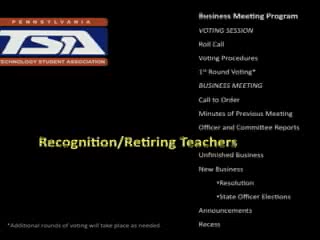 PENNSYLVANIA
TSA
TECHNOLOGY STUDENT ASSOCIATION
Business Meeting Program
VOTING SESSION
Roll Call
Voting Procedures
1st Round Voting*
BUSINESS MEETING
Call to Order
Minutes of Previous Meeting
Officer and Committee Reports
Recognition/Retiring Teachers
Unfinished Business
New Business
•Resolution
•State Officer Elections
Announcements
Recess
*Additional rounds of voting will take place as needed